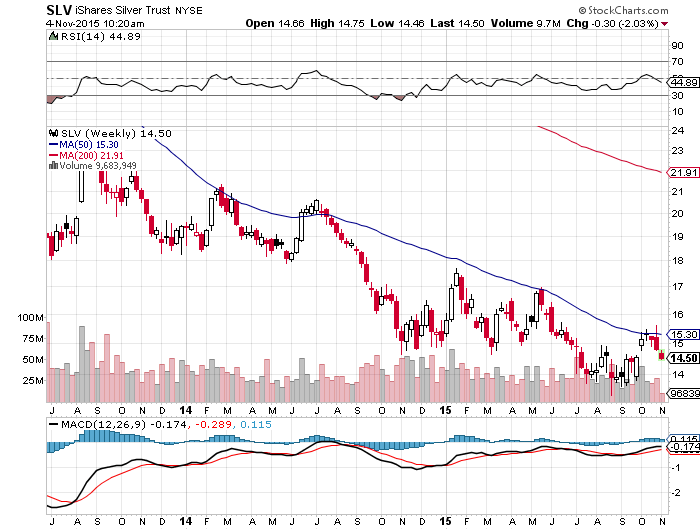 SLV iShares Silver Trust NYSE © StockCharts.com
4-Nov-2015 10:20am Open 14.66 High 14.75 Low 14.46 Last 14.50 Volume 9.7M Chg -0.30 (-2.03%)
RSI(14) 44.89
90
70
50
44.89
30
10
SLV (Weekly) 14.50
MA(50) 15.30
MA(200) 21.91
Volume 9,683,949
24
23
22
21.91
21
20
19
18
17
16
15.30
15
14.50
14
9683949
100M
75M
50M
25M
J A S O N D 14 F M A M J J A S O N D 15 F M A M J J A S O N
MACD(12,26,9) -0.174, -0.289, 0.115
0.115
-0.174
-1
-2
J A S O N D 14 F M A M J J A S O N D 15 F M A M J J A S O N